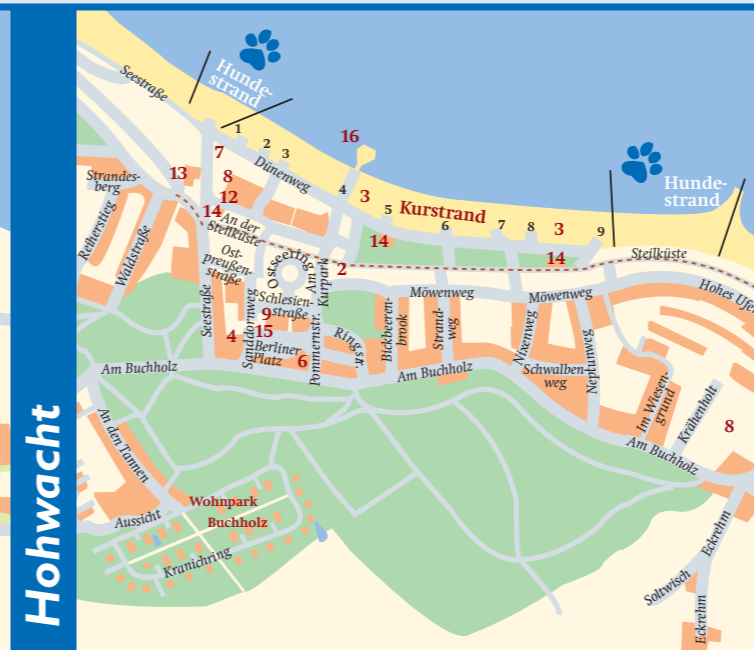 Hohwacht
Seestraße
Hunde-
strand
1
2
3
16
7
Dünenweg
13
8
Strandes-
berg
12
4
3
5
Kurstrand
6
7
8
3
9
Hunde-
strand
14
An der
Steilküste
Reiherstieg
Waldstraße
Ost-
preußen-
straße
Ostseering
Am
Kurpark
14
2
14
Steilküste
Hohes Ufer
Möwenweg
Möwenweg
Seestraße
Sanddornweg
Schlesien-
straße
9
15
4
Berliner
Platz
6
Pommernstr.
Ringstr.
Bickbeeren-
brook
Strand-
weg
Nixenweg
Neptunweg
Schwalben-
weg
Am Buchholz
Am Buchholz
Im Wiesen-
grund
Krähenholt
8
Am Buchholz
An den Tannen
Aussicht
Wohnpark
Buchholz
Kranichring
Eckrehm
Soltwisch
Eckrehm